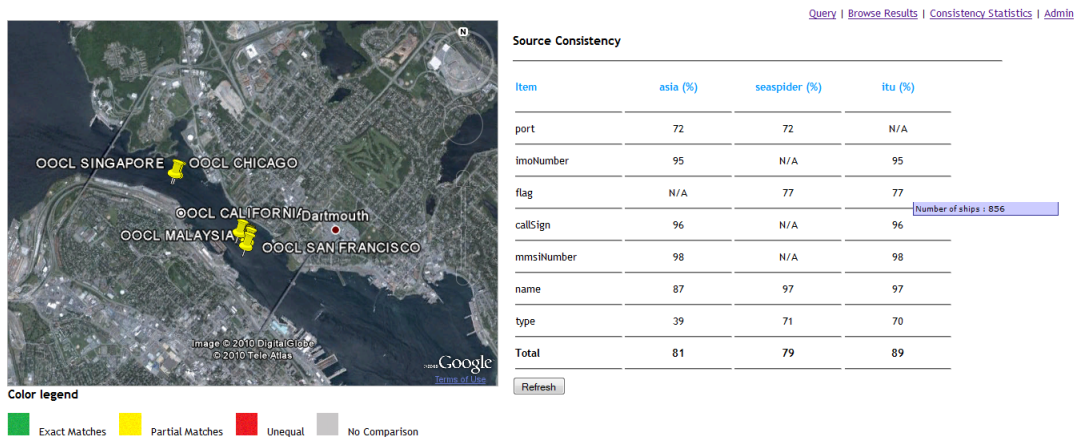 Query | Browse Results | Consistency Statistics | Admin
N
OOCL SINGAPORE OOCL CHICAGO
OOCL CALIFORNIA Dartmouth
OOCL MALAYSIA OOCL SAN FRANCISCO
Image © 2010 DigitalGlobe
© 2010 Tele Atlas
Google
Terms of Use
Color legend
Exact Matches Partial Matches Unequal No Comparison
Source Consistency
Item asia (%) seaspider (%) itu (%)
port 72 72 N/A
imoNumber 95 N/A 95
flag N/A 77 77
Number of ships : 856
callSign 96 N/A 96
mmsiNumber 98 N/A 98
name 87 97 97
type 39 71 70
Total 81 79 89
Refresh